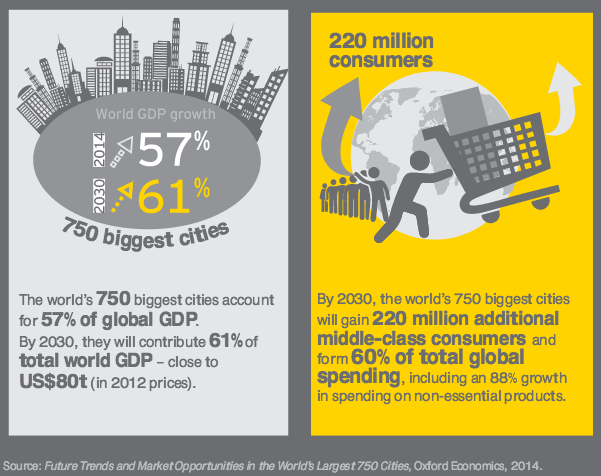 World GDP growth
2014 57%
2030 61%
750 biggest cities
The world's 750 biggest cities account
for 57% of global GDP.
By 2030, they will contribute 61% of
total world GDP – close to
US$80t (in 2012 prices).
220 million
consumers
By 2030, the world's 750 biggest cities
will gain 220 million additional
middle-class consumers and
form 60% of total global
spending, including an 88% growth
in spending on non-essential products.
Source: Future Trends and Market Opportunities in the World's Largest 750 Cities, Oxford Economics, 2014.